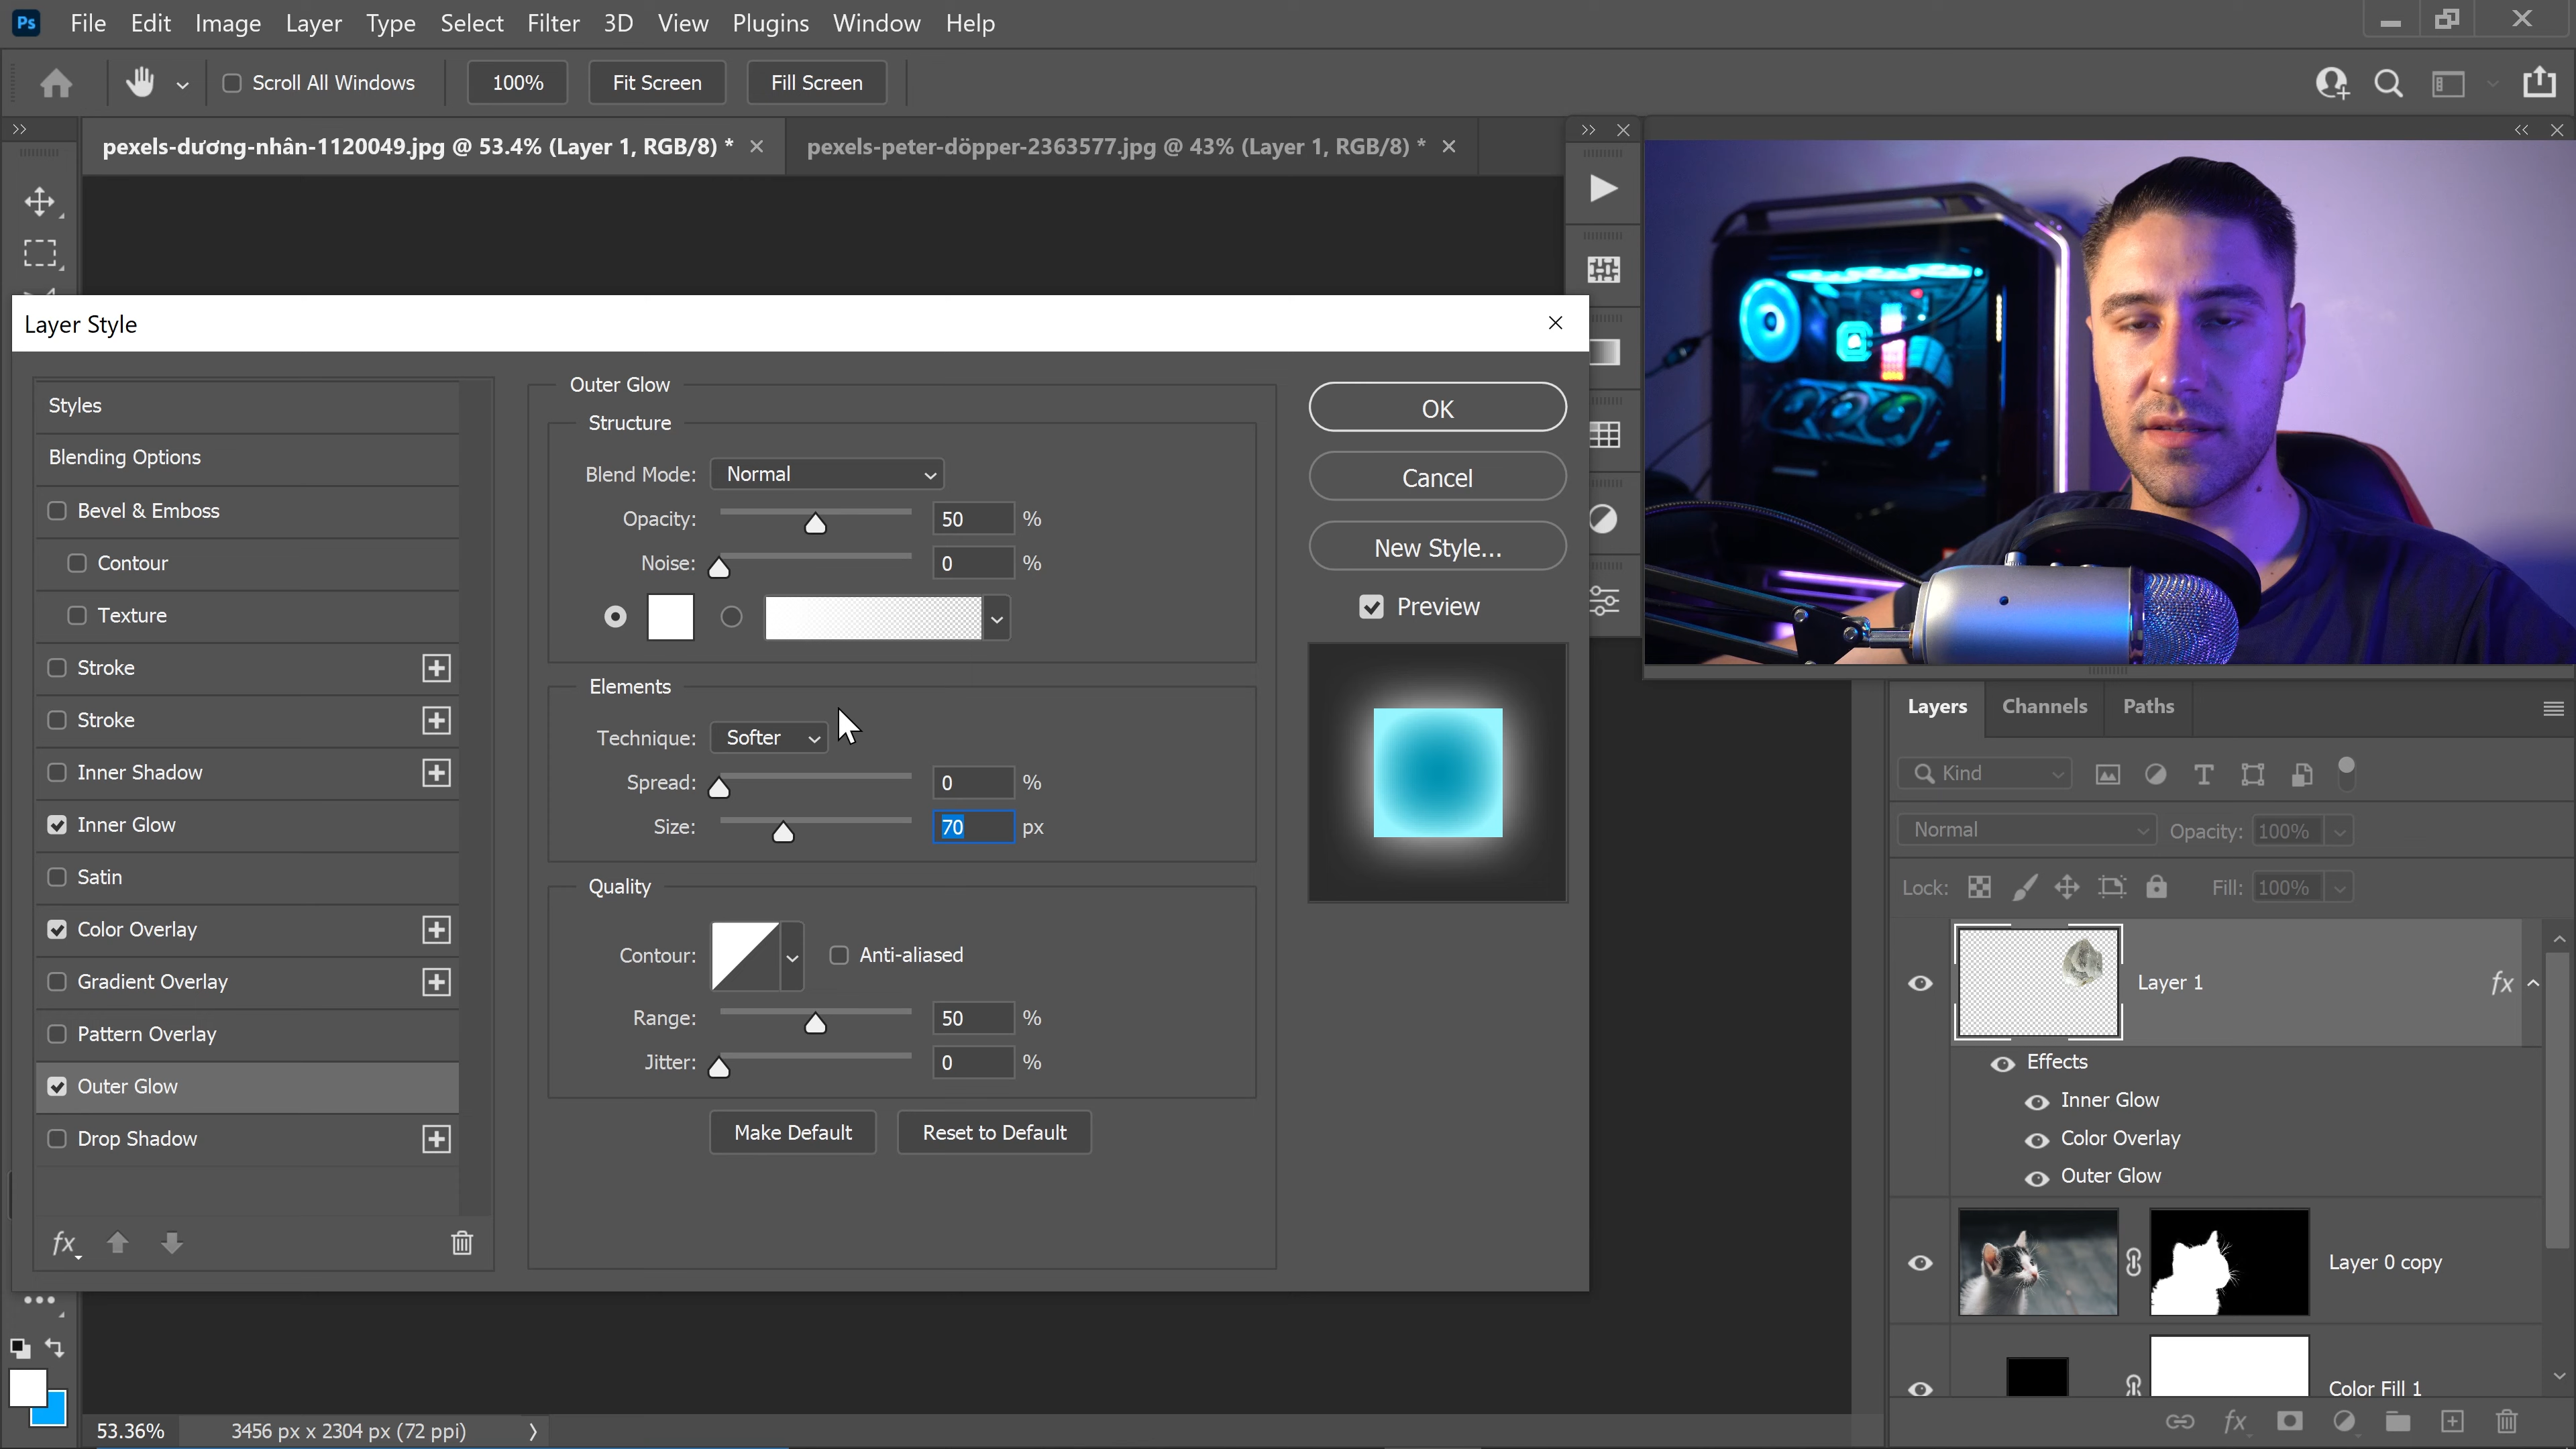 Ps File Edit Image Layer Type Select Filter 3D View Plugins Window Help
Scroll All Windows 100% Fit Screen Fill Screen
pexels-dương-nhân-1120049.jpg @ 53.4% (Layer 1, RGB/8) *
pexels-peter-döpper-2363577.jpg @ 43% (Layer 1, RGB/8) *
Layer Style
Styles
Blending Options
Bevel & Emboss
Contour
Texture
Stroke
Stroke
Inner Shadow
Inner Glow
Satin
Color Overlay
Gradient Overlay
Pattern Overlay
Outer Glow
Drop Shadow
fx
Outer Glow
Structure
Blend Mode: Normal
Opacity: 50 %
Noise: 0 %
Elements
Technique: Softer
Spread: 0 %
Size: 70 px
Quality
Contour: Anti-aliased
Range: 50 %
Jitter: 0 %
Make Default Reset to Default
OK
Cancel
New Style...
Preview
Layers Channels Paths
Kind
Normal Opacity: 100%
Lock: Fill: 100%
Layer 1 fx
Effects
Inner Glow
Color Overlay
Outer Glow
Layer 0 copy
Color Fill 1
fx
53.36% 3456 px x 2304 px (72 ppi)